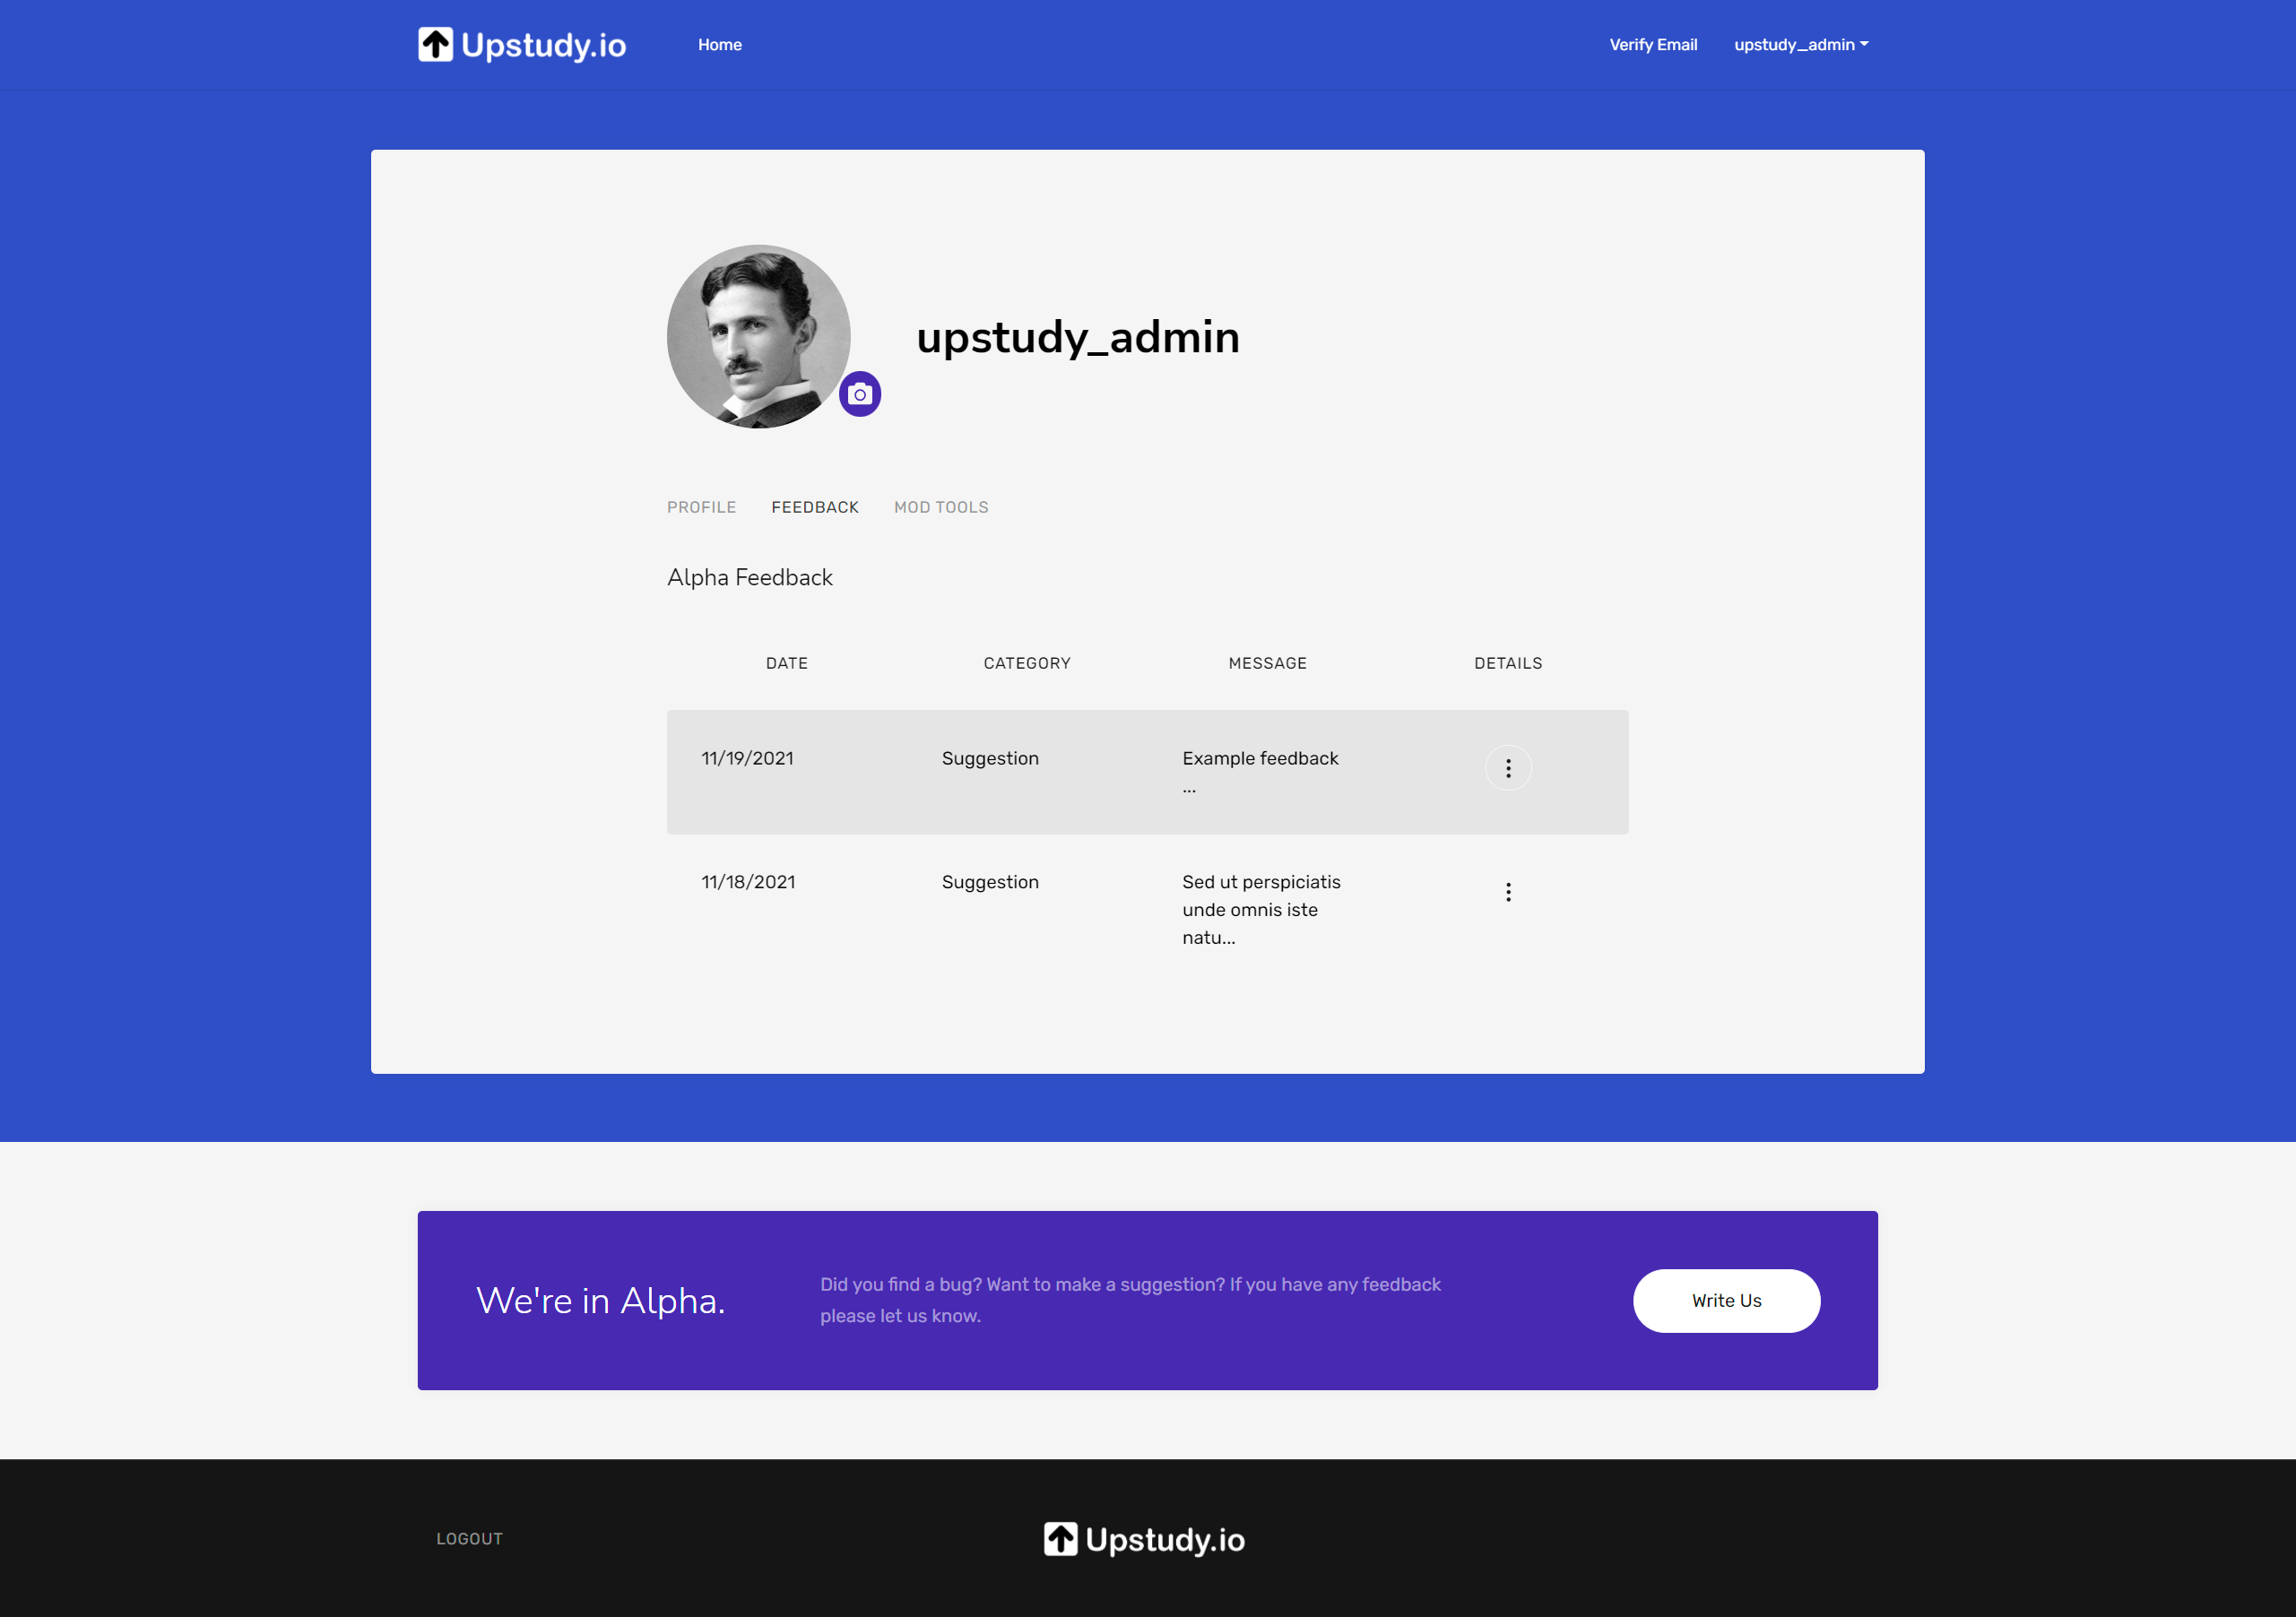 Upstudy.io
Home
Verify Email
upstudy_admin
upstudy_admin
PROFILE
FEEDBACK
MOD TOOLS
Alpha Feedback
DATE
CATEGORY
MESSAGE
DETAILS
11/19/2021
Suggestion
Example feedback
...
11/18/2021
Suggestion
Sed ut perspiciatis
unde omnis iste
natu...
We're in Alpha.
Did you find a bug? Want to make a suggestion? If you have any feedback
please let us know.
Write Us
LOGOUT
Upstudy.io